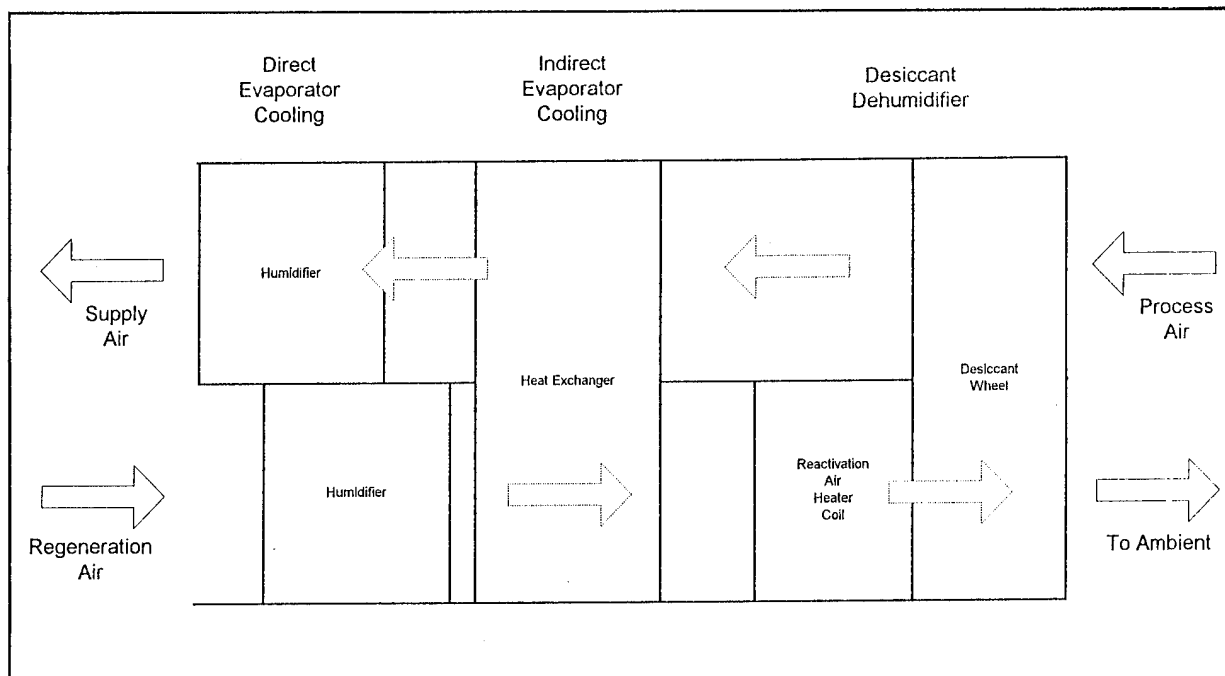 Direct
Evaporator
Cooling
Indirect
Evaporator
Cooling
Desiccant
Dehumidifier
Humidifier
Supply
Air
Process
Air
Heat Exchanger
Desiccant
Wheel
Humidifier
Reactivation
Air
Heater
Coil
Regeneration
Air
To Ambient